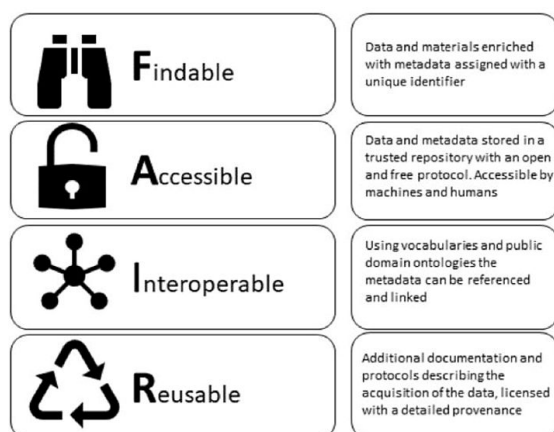 Findable
Data and materials enriched
with metadata assigned with a
unique identifier
Accessible
Data and metadata stored in a
trusted repository with an open
and free protocol. Accessible by
machines and humans
Interoperable
Using vocabularies and public
domain ontologies the
metadata can be referenced
and linked
Reusable
Additional documentation and
protocols describing the
acquisition of the data, licensed
with a detailed provenance